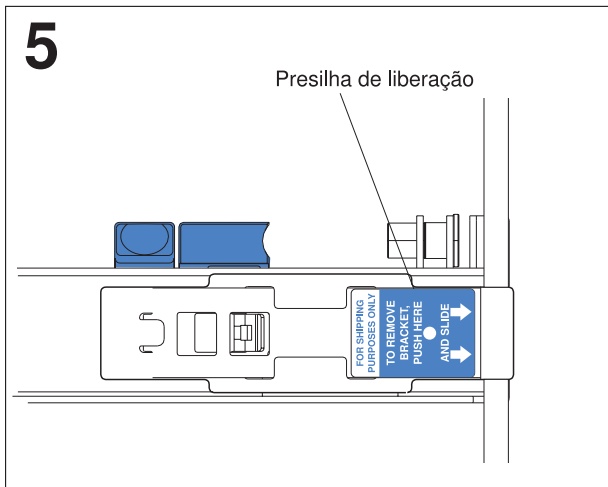 5
Presilha de liberação
FOR SHIPPING
PURPOSES ONLY
TO REMOVE
BRACKET,
PUSH HERE
AND SLIDE